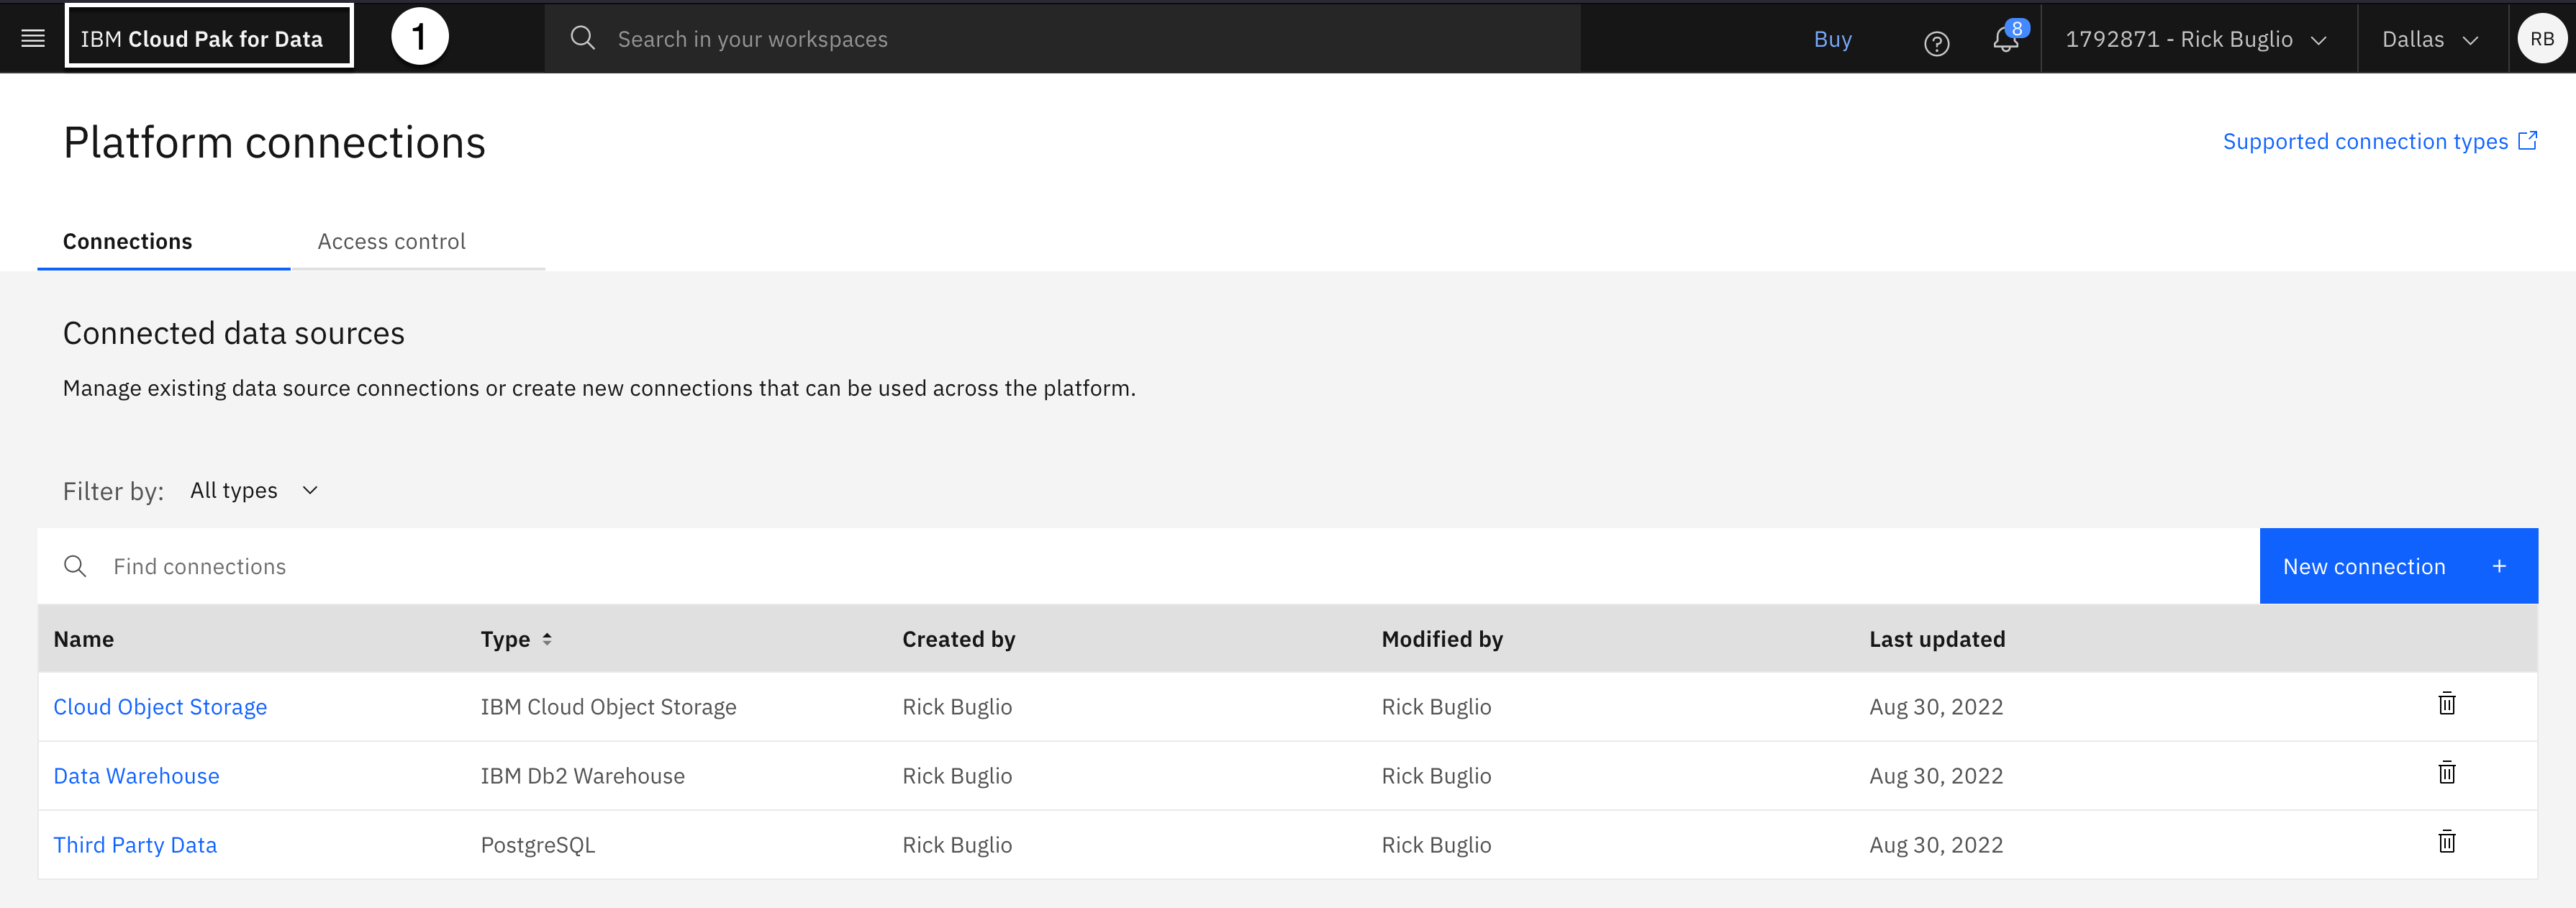 IBM Cloud Pak for Data 1 Search in your workspaces Buy 8 1792871 - Rick Buglio Dallas RB
Platform connections Supported connection types
Connections Access control
Connected data sources
Manage existing data source connections or create new connections that can be used across the platform.
Filter by: All types
Find connections New connection +
Name Type Created by Modified by Last updated
Cloud Object Storage IBM Cloud Object Storage Rick Buglio Rick Buglio Aug 30, 2022
Data Warehouse IBM Db2 Warehouse Rick Buglio Rick Buglio Aug 30, 2022
Third Party Data PostgreSQL Rick Buglio Rick Buglio Aug 30, 2022